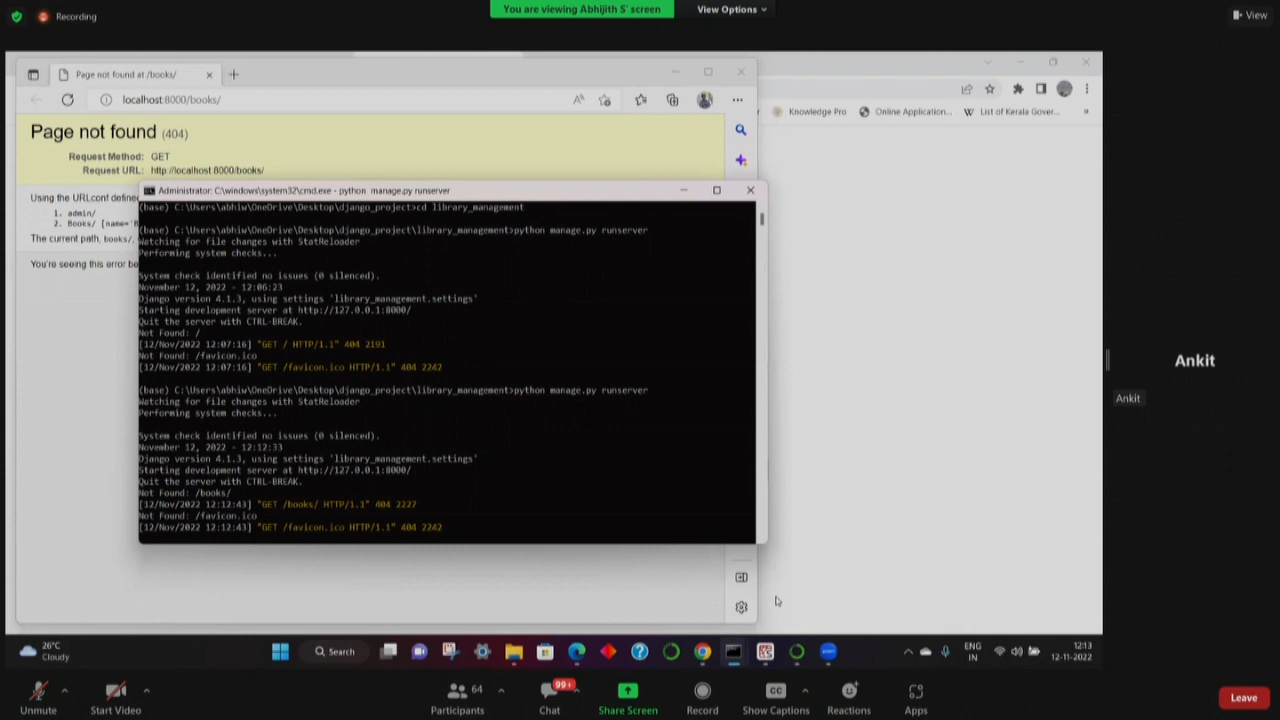 Recording
You are viewing Abhijith S' screen
View Options
View
Page not found at /books/
localhost:8000/books/
Knowledge Pro
Online Application...
List of Kerala Gover...
Page not found (404)
Request Method: GET
Request URL: http://localhost:8000/books/
Using the URLconf define
1. admin/
2. Books/ [name='B
The current path, books/,
You're seeing this error be
Administrator: C:\windows\system32\cmd.exe - python manage.py runserver
(base) C:\Users\abhiw\OneDrive\Desktop\django_project>cd library_management
(base) C:\Users\abhiw\OneDrive\Desktop\django_project\library_management>python manage.py runserver
Watching for file changes with StatReloader
Performing system checks...
System check identified no issues (0 silenced).
November 12, 2022 - 12:06:23
Django version 4.1.3, using settings 'library_management.settings'
Starting development server at http://127.0.0.1:8000/
Quit the server with CTRL-BREAK.
Not Found: /
[12/Nov/2022 12:07:16] "GET / HTTP/1.1" 404 2191
Not Found: /favicon.ico
[12/Nov/2022 12:07:16] "GET /favicon.ico HTTP/1.1" 404 2242
(base) C:\Users\abhiw\OneDrive\Desktop\django_project\library_management>python manage.py runserver
Watching for file changes with StatReloader
Performing system checks...
System check identified no issues (0 silenced).
November 12, 2022 - 12:12:33
Django version 4.1.3, using settings 'library_management.settings'
Starting development server at http://127.0.0.1:8000/
Quit the server with CTRL-BREAK.
Not Found: /books/
[12/Nov/2022 12:12:43] "GET /books/ HTTP/1.1" 404 2227
Not Found: /favicon.ico
[12/Nov/2022 12:12:43] "GET /favicon.ico HTTP/1.1" 404 2242
Ankit
Ankit
26°C
Cloudy
Search
ENG
IN
12:13
12-11-2022
Unmute
Start Video
64
Participants
99+
Chat
Share Screen
Record
CC
Show Captions
Reactions
Apps
Leave